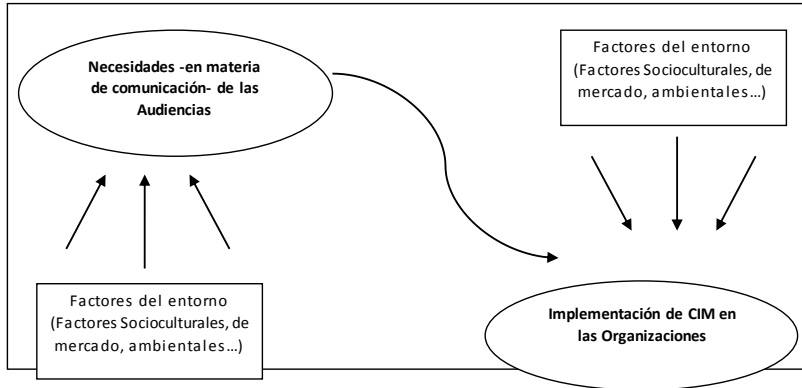 Necesidades -en materia
de comunicación- de las
Audiencias
Factores del entorno
(Factores Socioculturales, de
mercado, ambientales…)
Factores del entorno
(Factores Socioculturales, de
mercado, ambientales…)
Implementación de CIM en
las Organizaciones